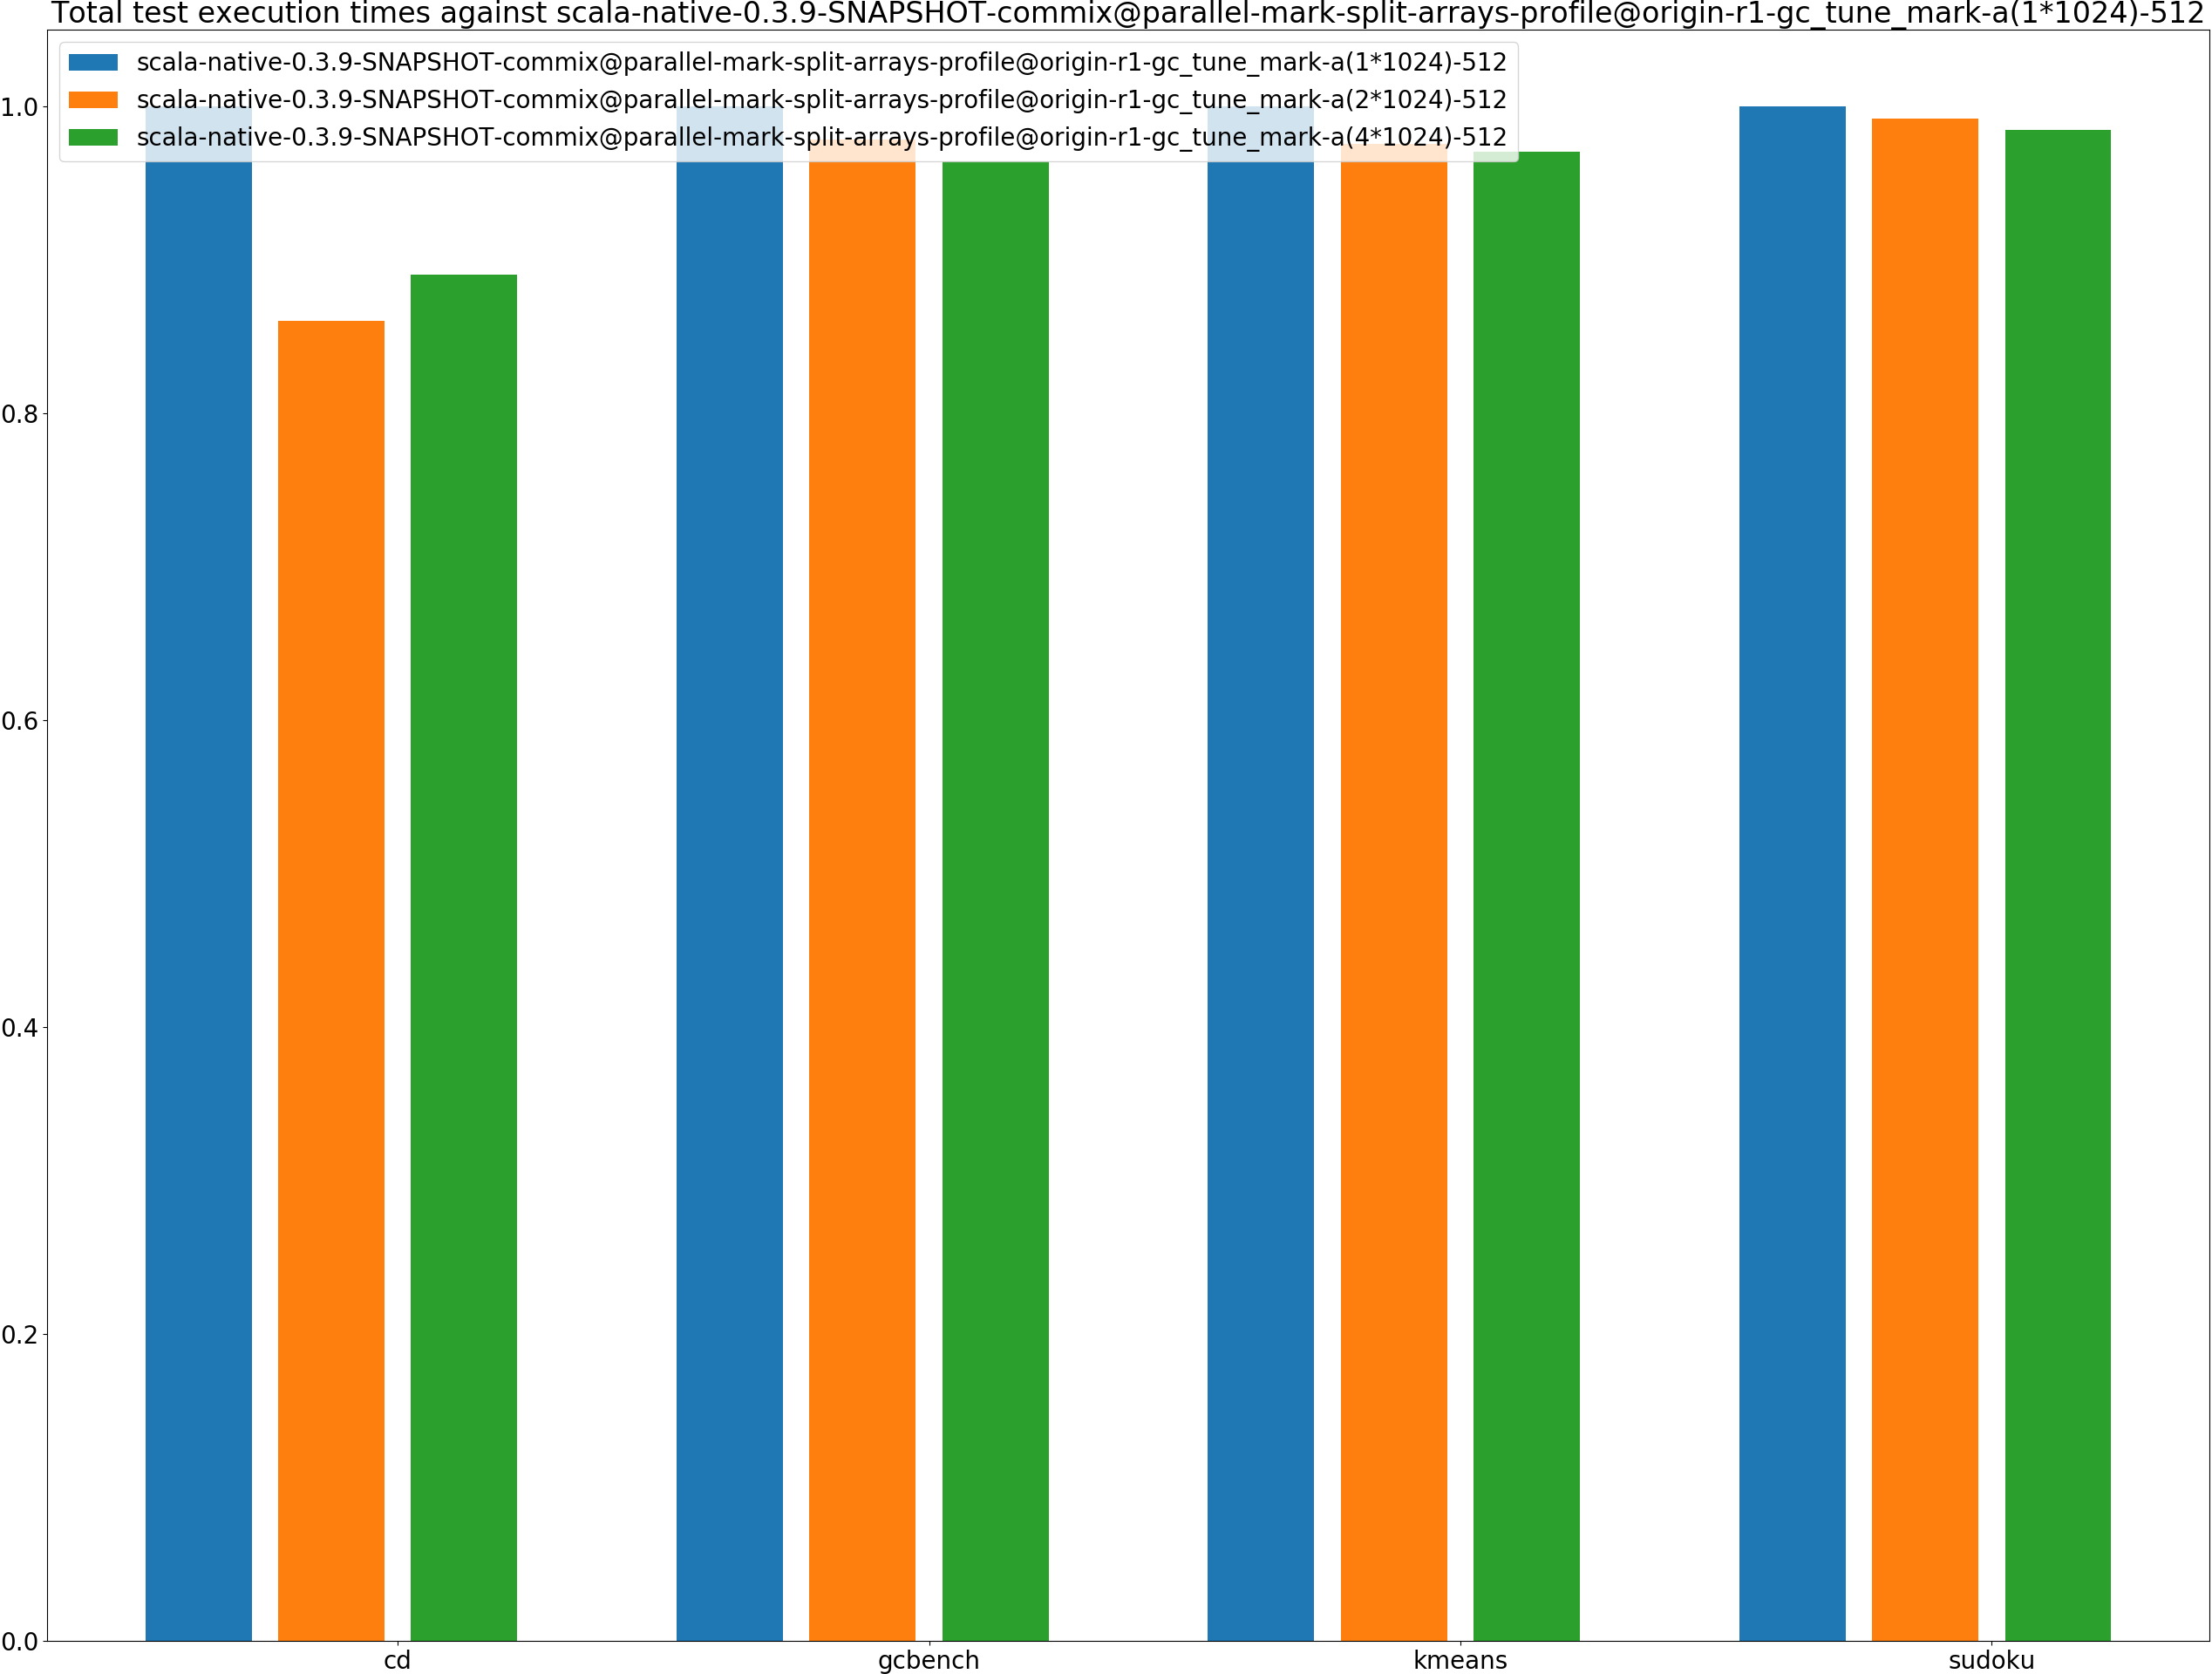 Total test execution times against scala-native-0.3.9-SNAPSHOT-commix@parallel-mark-split-arrays-profile@origin-r1-gc_tune_mark-a(1*1024)-512
scala-native-0.3.9-SNAPSHOT-commix@parallel-mark-split-arrays-profile@origin-r1-gc_tune_mark-a(1*1024)-512
scala-native-0.3.9-SNAPSHOT-commix@parallel-mark-split-arrays-profile@origin-r1-gc_tune_mark-a(2*1024)-512
scala-native-0.3.9-SNAPSHOT-commix@parallel-mark-split-arrays-profile@origin-r1-gc_tune_mark-a(4*1024)-512
1.0
0.8
0.6
0.4
0.2
0.0
cd gcbench kmeans sudoku